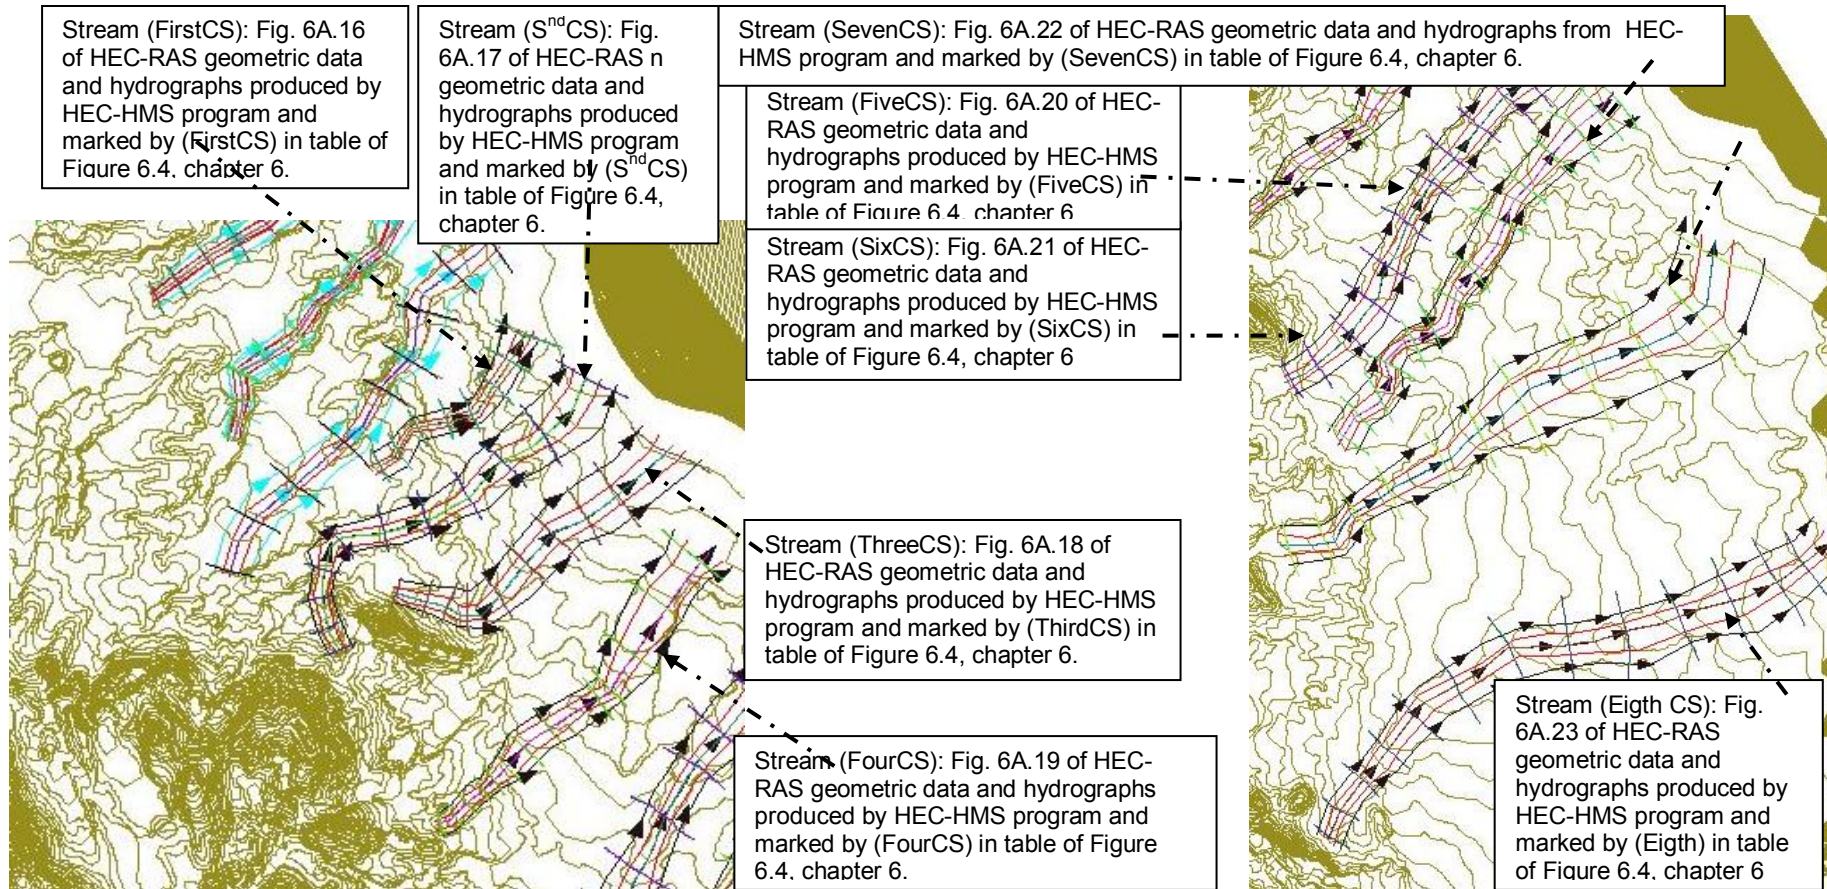 Stream (FirstCS): Fig. 6A.16
of HEC-RAS geometric data
and hydrographs produced by
HEC-HMS program and
marked by (FirstCS) in table of
Figure 6.4, chapter 6.
Stream (SndCS): Fig.
6A.17 of HEC-RAS n
geometric data and
hydrographs produced
by HEC-HMS program
and marked by (SndCS)
in table of Figure 6.4,
chapter 6.
Stream (SevenCS): Fig. 6A.22 of HEC-RAS geometric data and hydrographs from HEC-
HMS program and marked by (SevenCS) in table of Figure 6.4, chapter 6.
Stream (FiveCS): Fig. 6A.20 of HEC-
RAS geometric data and
hydrographs produced by HEC-HMS
program and marked by (FiveCS) in
table of Figure 6.4, chapter 6
Stream (SixCS): Fig. 6A.21 of HEC-
RAS geometric data and
hydrographs produced by HEC-HMS
program and marked by (SixCS) in
table of Figure 6.4, chapter 6
Stream (ThreeCS): Fig. 6A.18 of
HEC-RAS geometric data and
hydrographs produced by HEC-HMS
program and marked by (ThirdCS) in
table of Figure 6.4, chapter 6.
Stream (FourCS): Fig. 6A.19 of HEC-
RAS geometric data and hydrographs
produced by HEC-HMS program and
marked by (FourCS) in table of Figure
6.4, chapter 6.
Stream (Eigth CS): Fig.
6A.23 of HEC-RAS
geometric data and
hydrographs produced by
HEC-HMS program and
marked by (Eigth) in table
of Figure 6.4, chapter 6